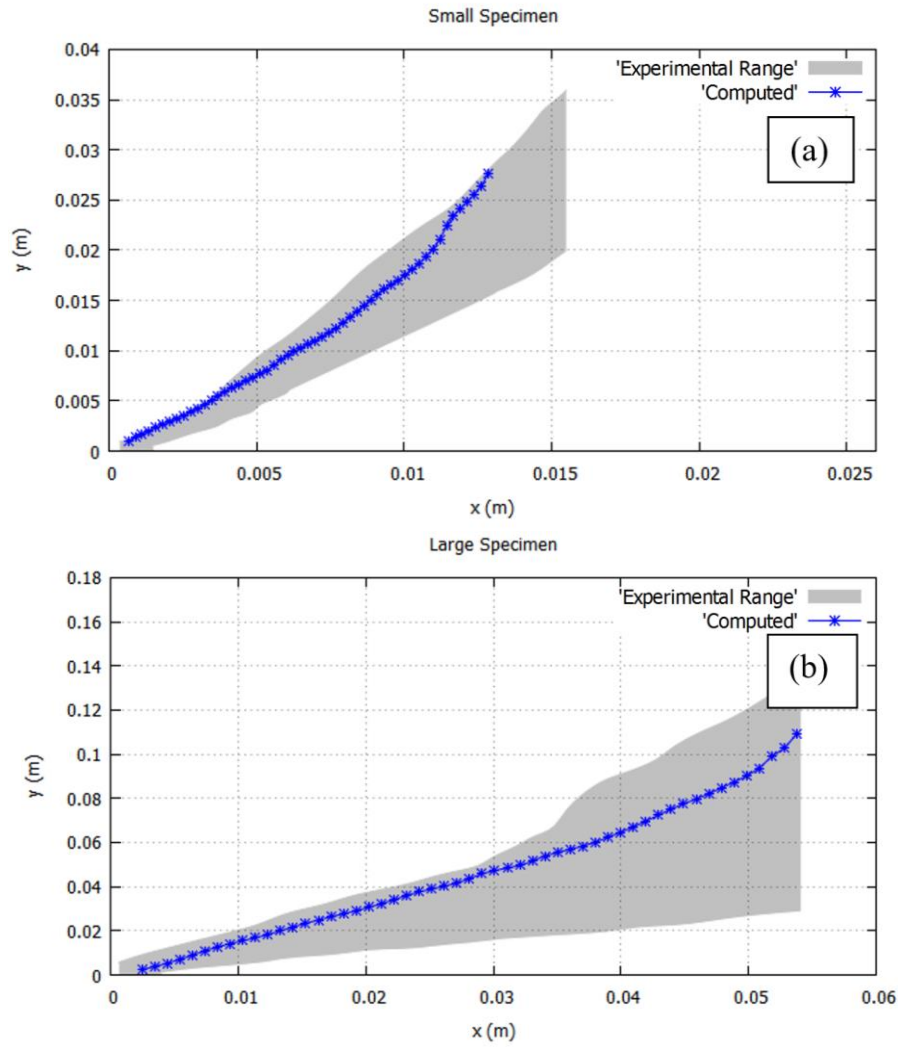 Small Specimen
0.04
0.035
0.03
0.025
0.02
0.015
0.01
0.005
0
y (m)
'Experimental Range'
'Computed'
(a)
0
0.005
0.01
0.015
0.02
0.025
x (m)
Large Specimen
0.18
0.16
0.14
0.12
0.1
0.08
0.06
0.04
0.02
0
y (m)
'Experimental Range'
'Computed'
(b)
0
0.01
0.02
0.03
0.04
0.05
0.06
x (m)